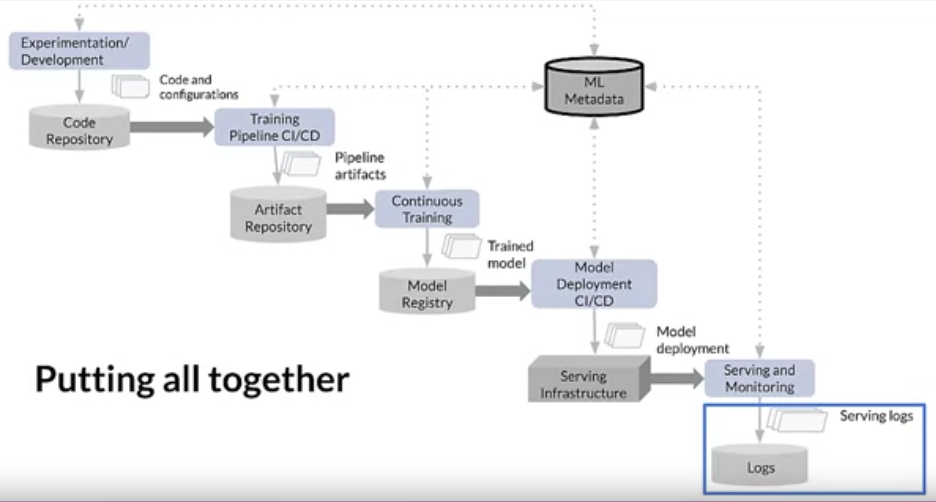 Experimentation/
Development
Code and
configurations
ML
Metadata
Code
Repository
Training
Pipeline CI/CD
Pipeline
artifacts
Artifact
Repository
Continuous
Training
Trained
model
Model
Registry
Model
Deployment
CI/CD
Model
deployment
Putting all together
Serving
Infrastructure
Serving and
Monitoring
Serving logs
Logs